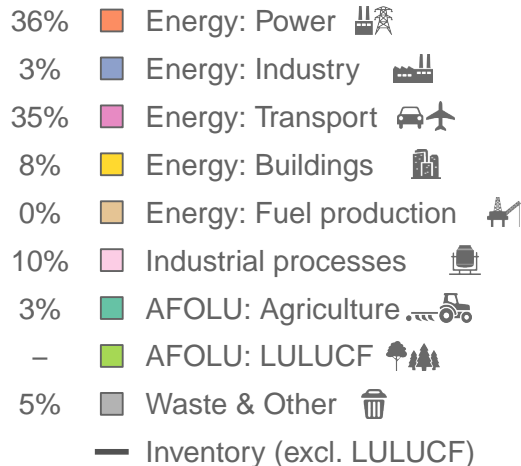 36% Energy: Power
3% Energy: Industry
35% Energy: Transport
8% Energy: Buildings
0% Energy: Fuel production
10% Industrial processes
3% AFOLU: Agriculture
– AFOLU: LULUCF
5% Waste & Other
Inventory (excl. LULUCF)